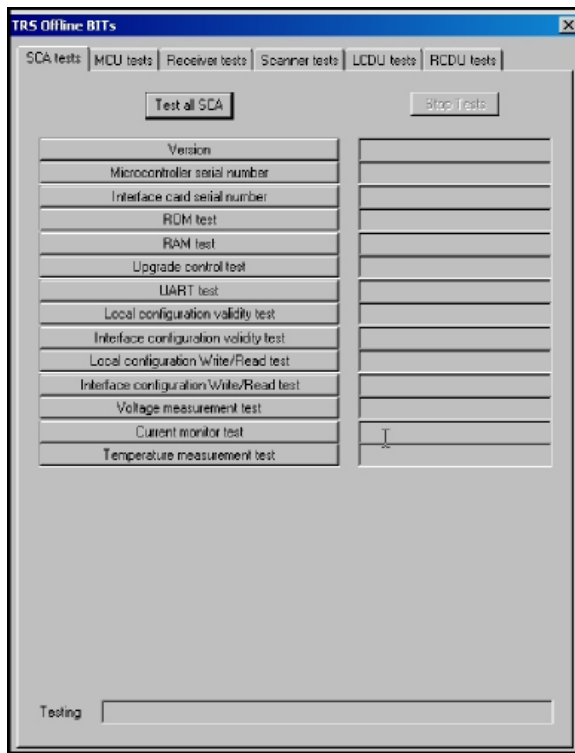 TRS Offline BITs
SCA tests MCU tests Receiver tests Scanner tests LCDU tests RCDU tests
Test all SCA Stop Tests
Version
Microcontroller serial number
Interface card serial number
ROM test
RAM test
Upgrade control test
UART test
Local configuration validity test
Interface configuration validity test
Local configuration Write/Read test
Interface configuration Write/Read test
Voltage measurement test
Current monitor test
Temperature measurement test
Testing